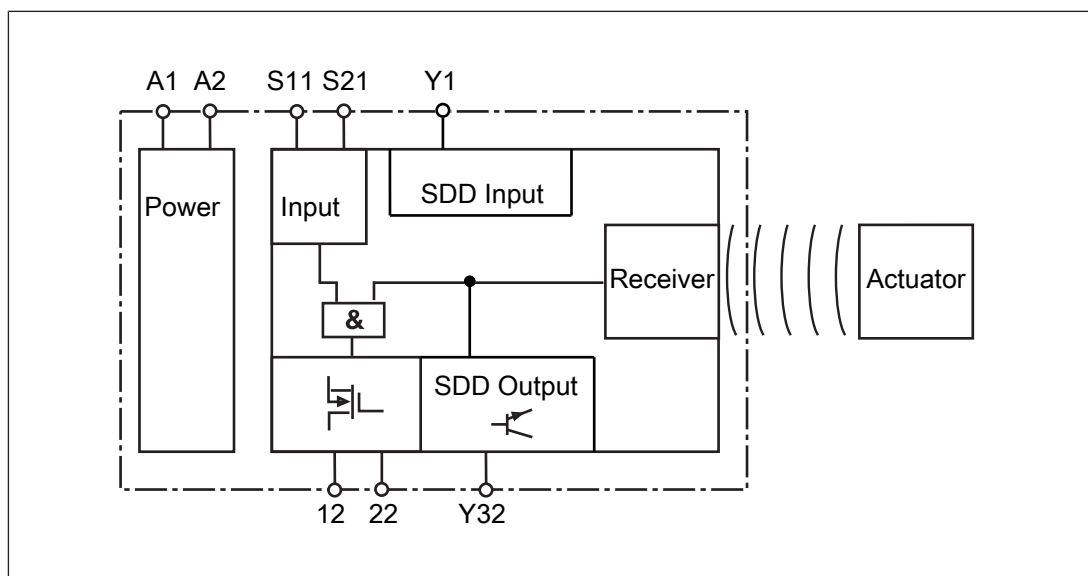 A1 A2 S11 S21 Y1
Power
Input
SDD Input
Receiver
Actuator
&
SDD Output
12 22 Y32